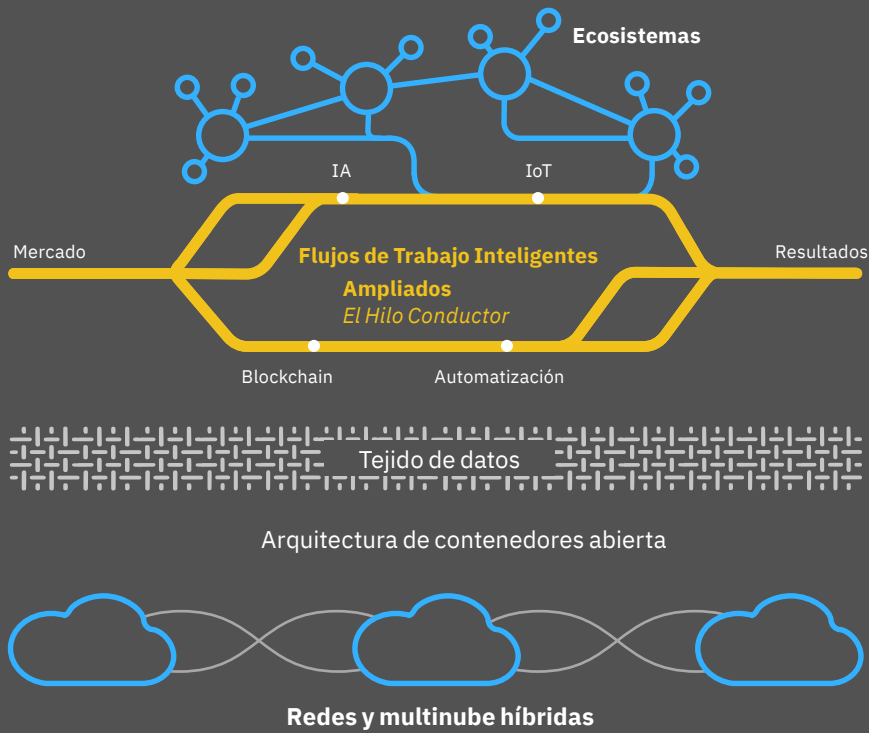 Ecosistemas
IA
IoT
Mercado
Flujos de Trabajo Inteligentes
Resultados
Ampliados
El Hilo Conductor
Blockchain
Automatización
Tejido de datos
Arquitectura de contenedores abierta
Redes y multinube híbridas